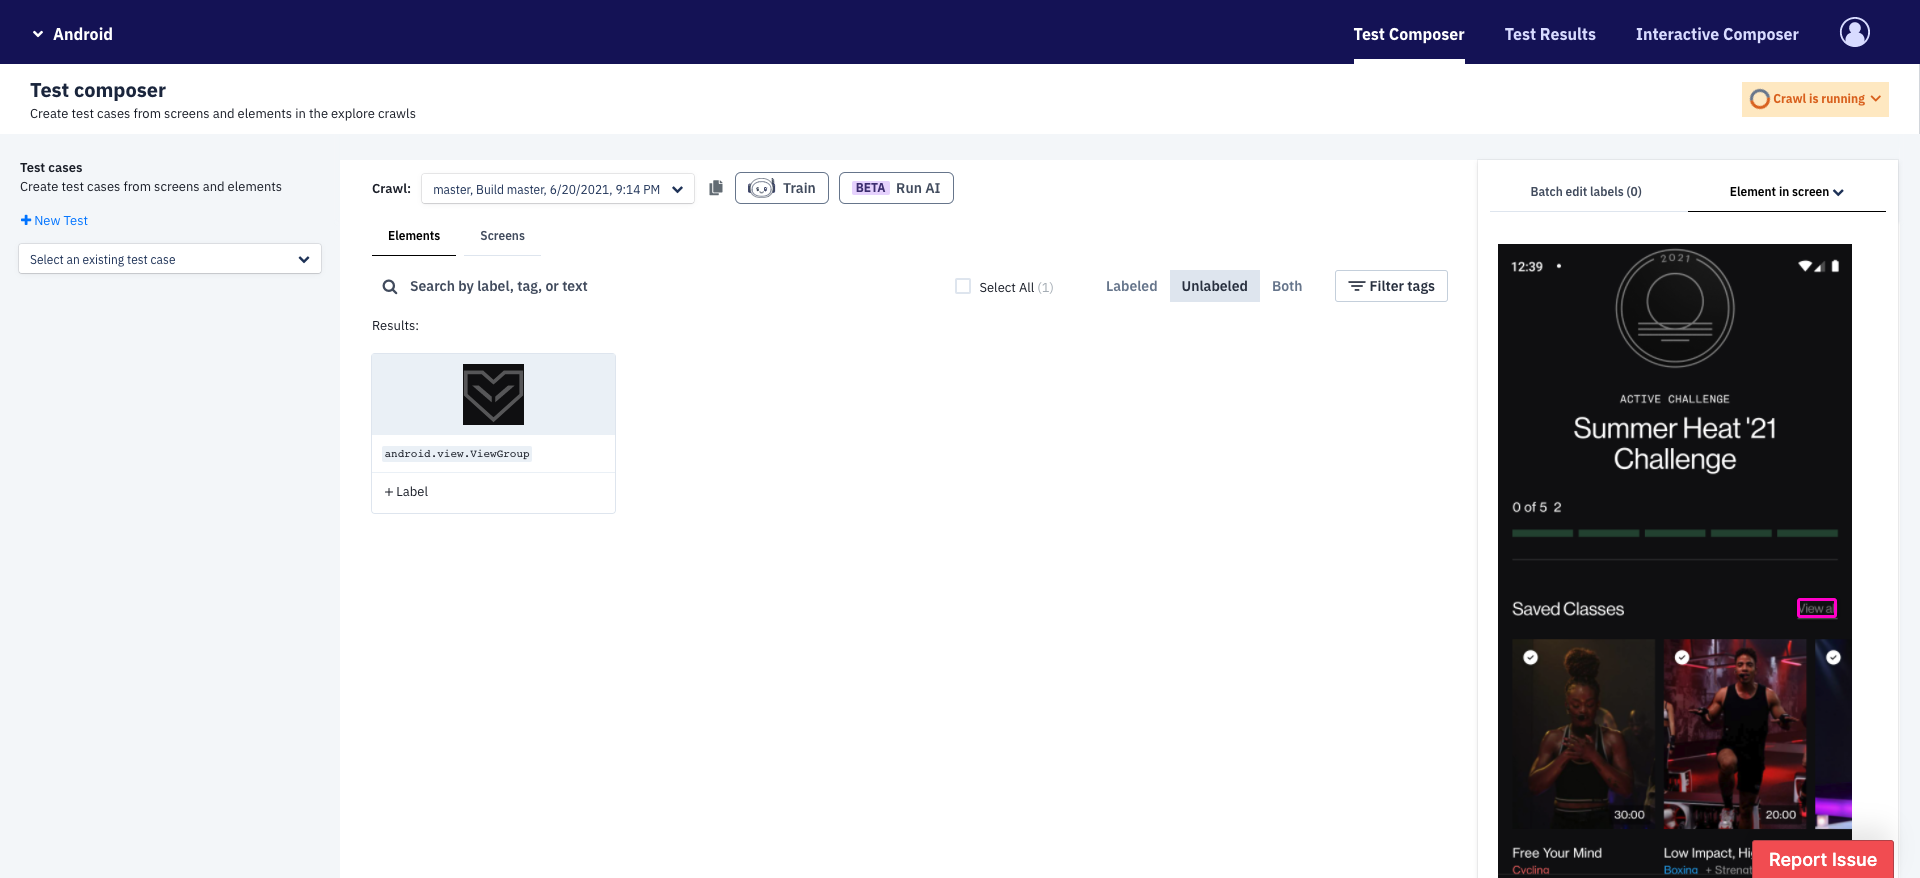 Android
Test Composer
Test Results
Interactive Composer
Test composer
Create test cases from screens and elements in the explore crawls
Crawl is running
Test cases
Create test cases from screens and elements
New Test
Select an existing test case
Crawl:
master, Build master, 6/20/2021, 9:14 PM
Train
BETA Run AI
Elements
Screens
Search by label, tag, or text
Select All (1)
Labeled
Unlabeled
Both
Filter tags
Results:
android.view.ViewGroup
+ Label
Batch edit labels (0)
Element in screen
12:39
2021
ACTIVE CHALLENGE
Summer Heat '21
Challenge
0 of 5 2
Saved Classes
View all
30:00
20:00
Free Your Mind
Cycling
Low Impact,
Boxing
Report Issue